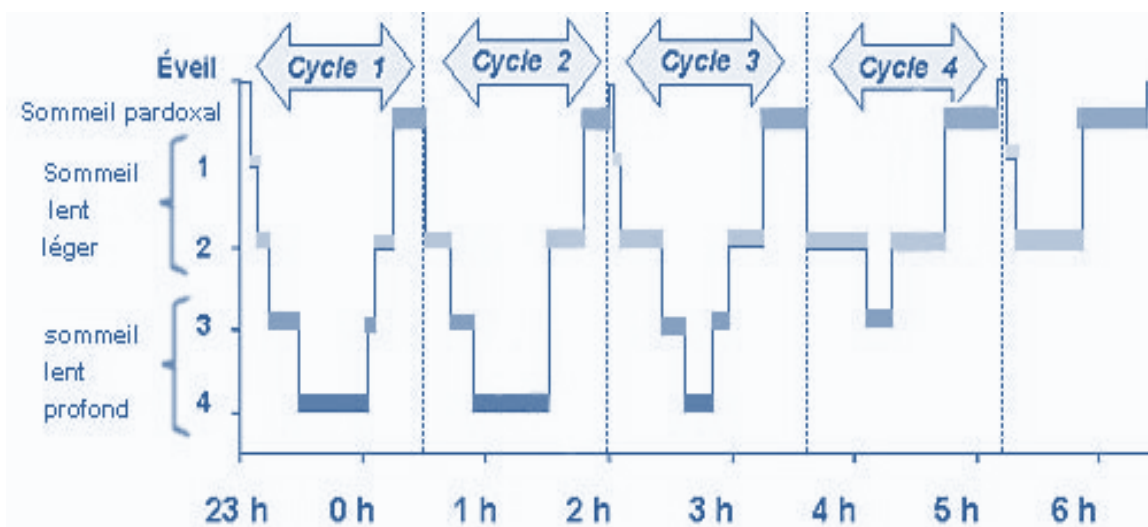 Cycle 1
Cycle 2
Cycle 3
Cycle 4
Éveil
Sommeil pardoxal
Sommeil
lent
léger
1
2
sommeil
lent
profond
3
4
23 h
0 h
1 h
2 h
3 h
4 h
5 h
6 h